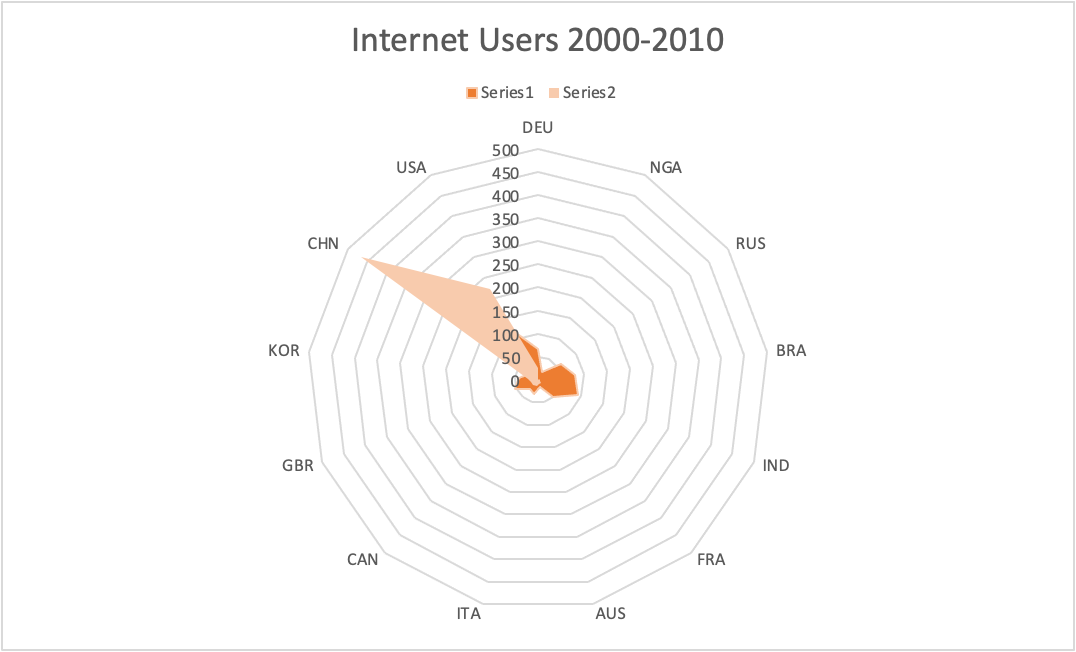 Internet Users 2000-2010
Series1 Series2
DEU
500
USA NGA
450
400
350
CHN RUS
300
250
200
150
KOR BRA
100
50
0
GBR IND
CAN FRA
ITA AUS